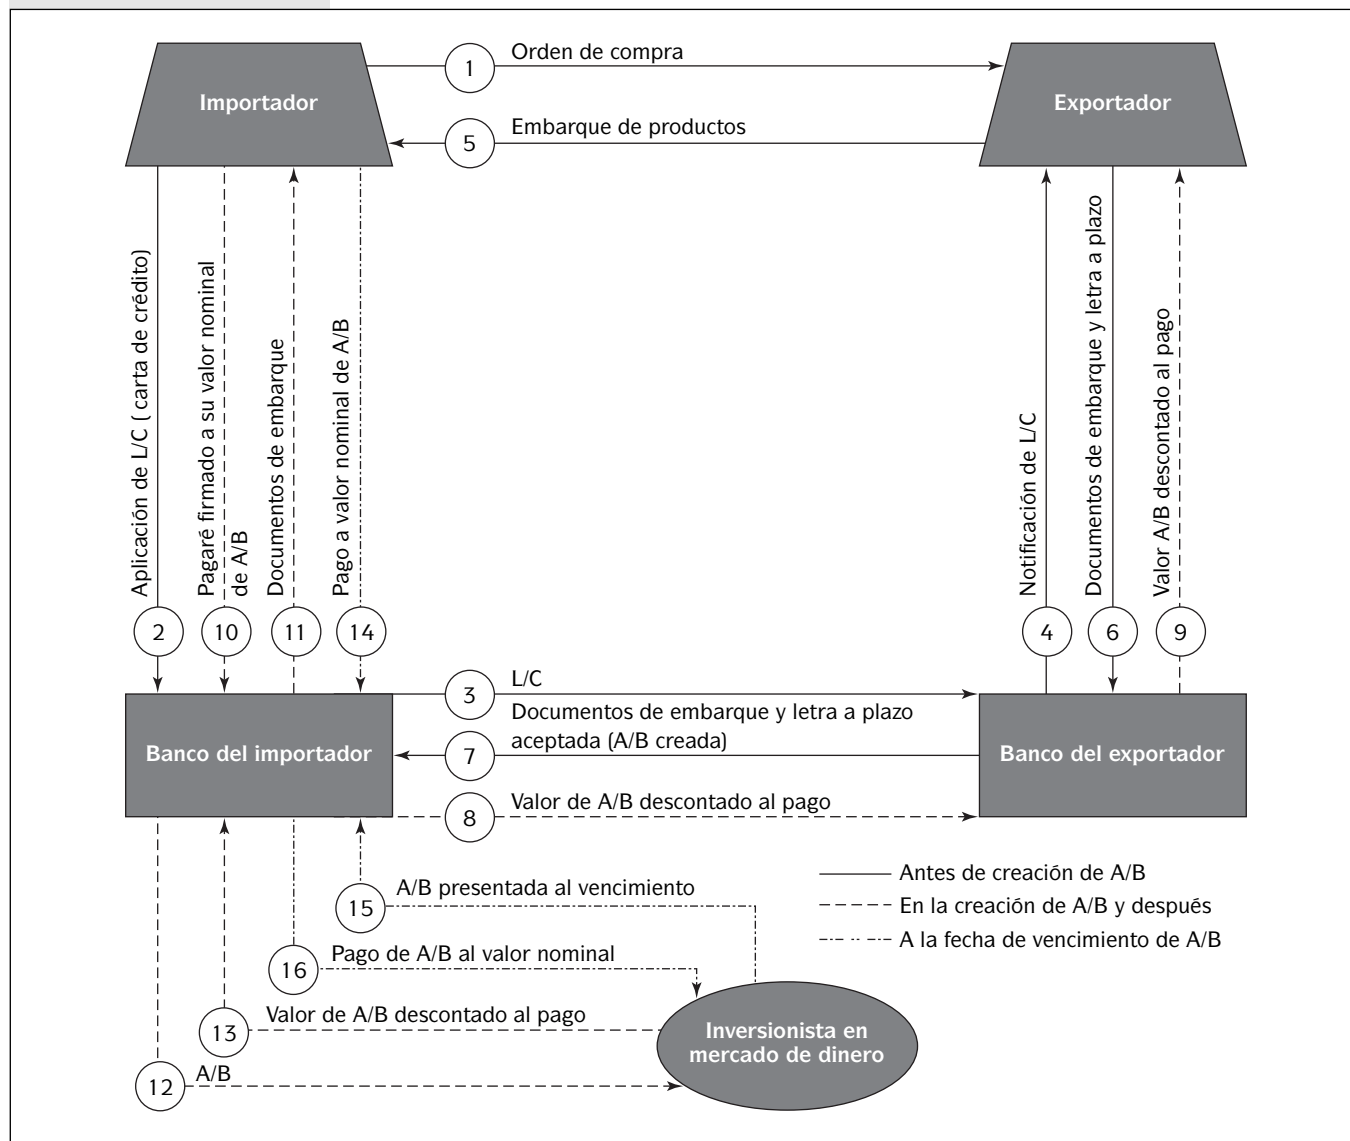 1
Orden de compra
Importador
Exportador
5
Embarque de productos
Aplicación de L/C ( carta de crédito)
Pagaré firmado a su valor nominal
de A/B
Documentos de embarque
Pago a valor nominal de A/B
Notificación de L/C
Documentos de embarque y letra a plazo
Valor A/B descontado al pago
2
10
11
14
4
6
9
3
L/C
Documentos de embarque y letra a plazo
aceptada (A/B creada)
7
Banco del importador
Banco del exportador
8
Valor de A/B descontado al pago
Antes de creación de A/B
En la creación de A/B y después
A la fecha de vencimiento de A/B
15
A/B presentada al vencimiento
16
Pago de A/B al valor nominal
13
Valor de A/B descontado al pago
Inversionista en
mercado de dinero
12
A/B